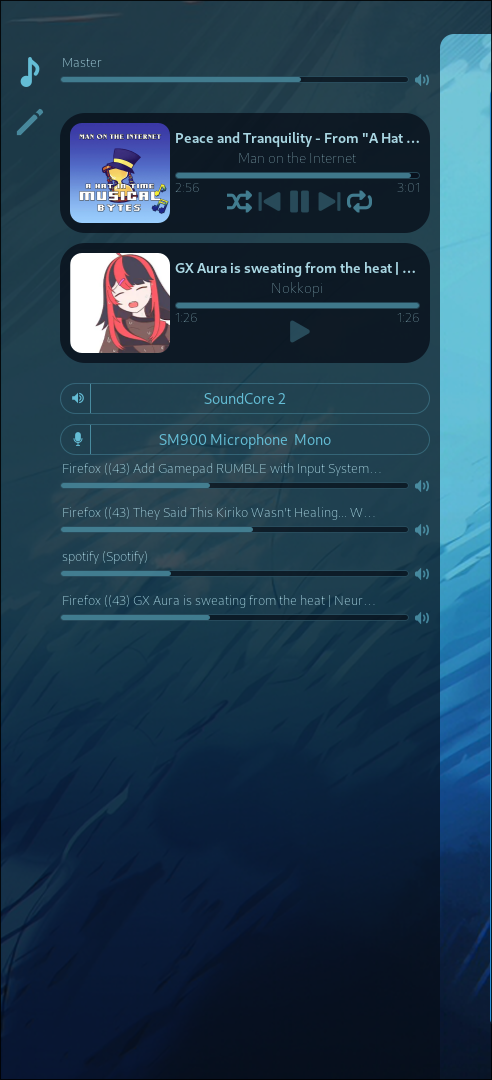 Master
MAN ON THE INTERNET
A HAT IN TIME
MUSICAL
BYTES
Peace and Tranquility - From "A Hat ...
Man on the Internet
2:56
3:01
GX Aura is sweating from the heat | ...
Nokkopi
1:26
1:26
SoundCore 2
SM900 Microphone  Mono
Firefox ((43) Add Gamepad RUMBLE with Input System...
Firefox ((43) They Said This Kiriko Wasn't Healing... W...
spotify (Spotify)
Firefox ((43) GX Aura is sweating from the heat | Neur...